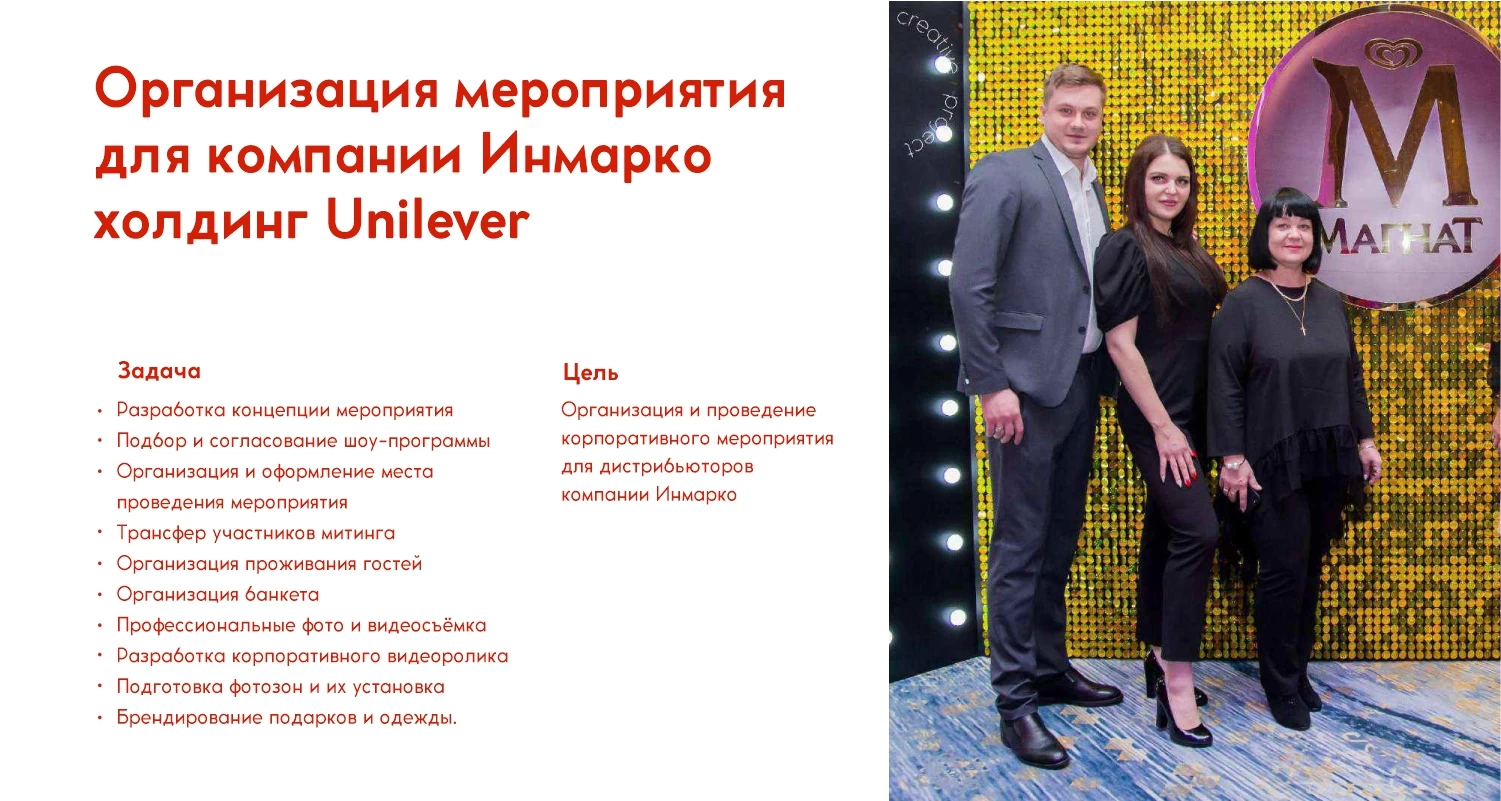 Организация мероприятия
для компании Инмарко
холдинг Unilever
Задача
• Разработка концепции мероприятия
• Подбор и согласование шоу-программы
• Организация и оформление места
проведения мероприятия
• Трансфер участников митинга
• Организация проживания гостей
• Организация банкета
• Профессиональные фото и видеосъёмка
• Разработка корпоративного видеоролика
• Подготовка фотозон и их установка
• Брендирование подарков и одежды.
Цель
Организация и проведение
корпоративного мероприятия
для дистрибьюторов
компании Инмарко
creative project
М
МАГНАТ